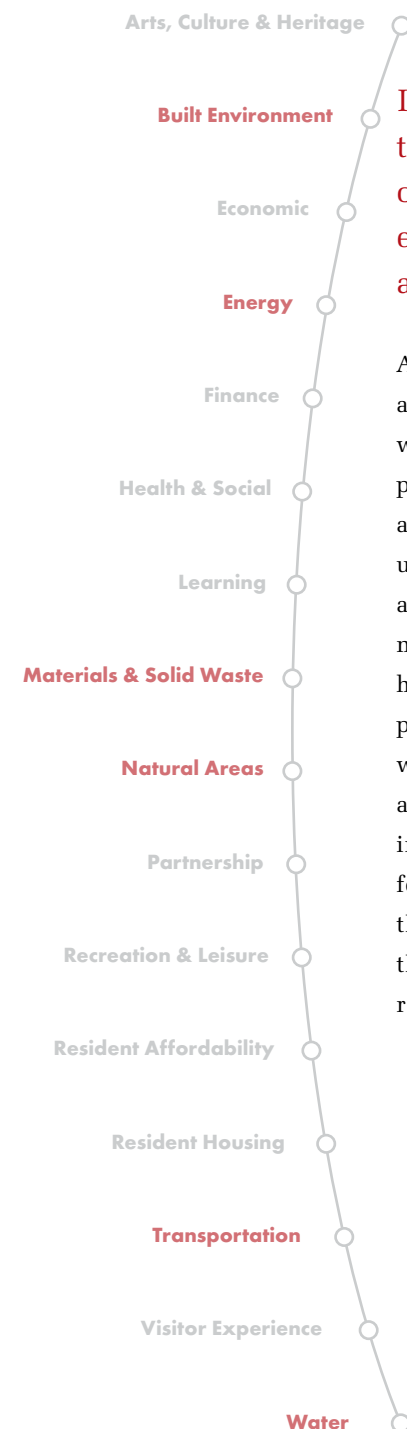 Arts, Culture & Heritage
Built Environment
Economic
Energy
Finance
Health & Social
Learning
Materials & Solid Waste
Natural Areas
Partnership
Recreation & Leisure
Resident Affordability
Resident Housing
Transportation
Visitor Experience
Water